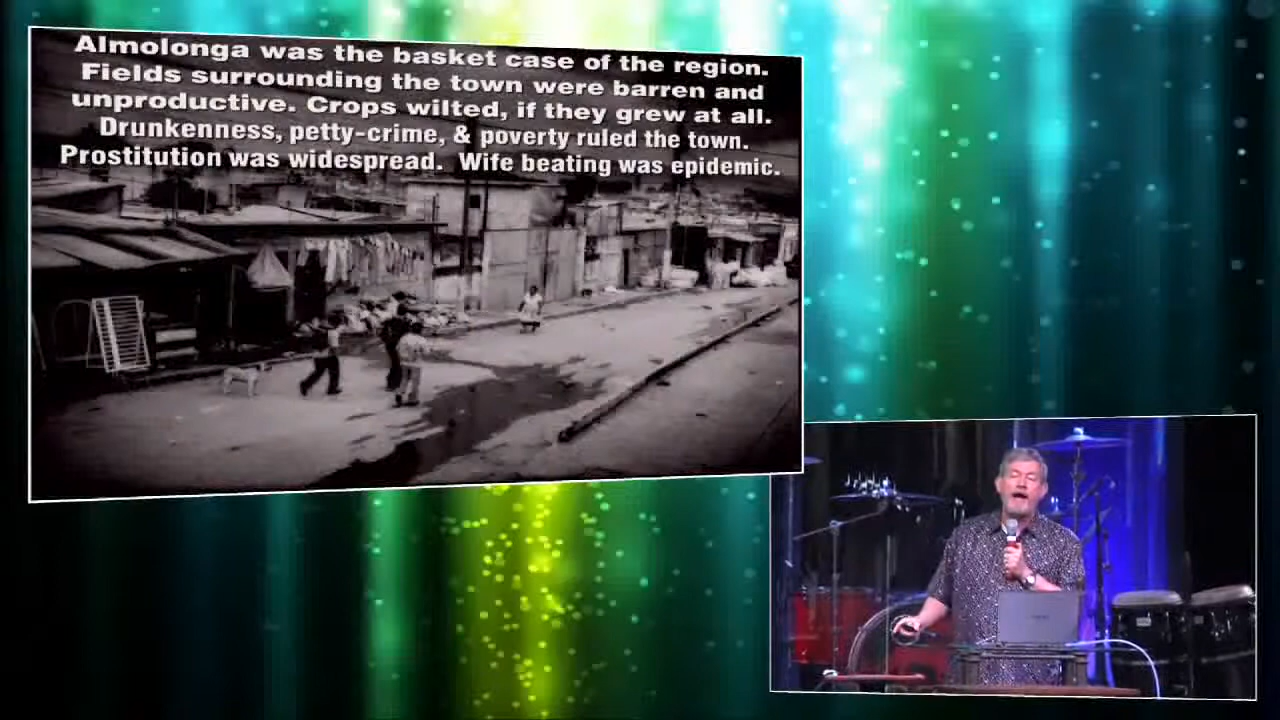 Almolonga was the basket case of the region.
Fields surrounding the town were barren and
unproductive. Crops wilted, if they grew at all.
Drunkenness, petty-crime, & poverty ruled the town.
Prostitution was widespread.  Wife beating was epidemic.